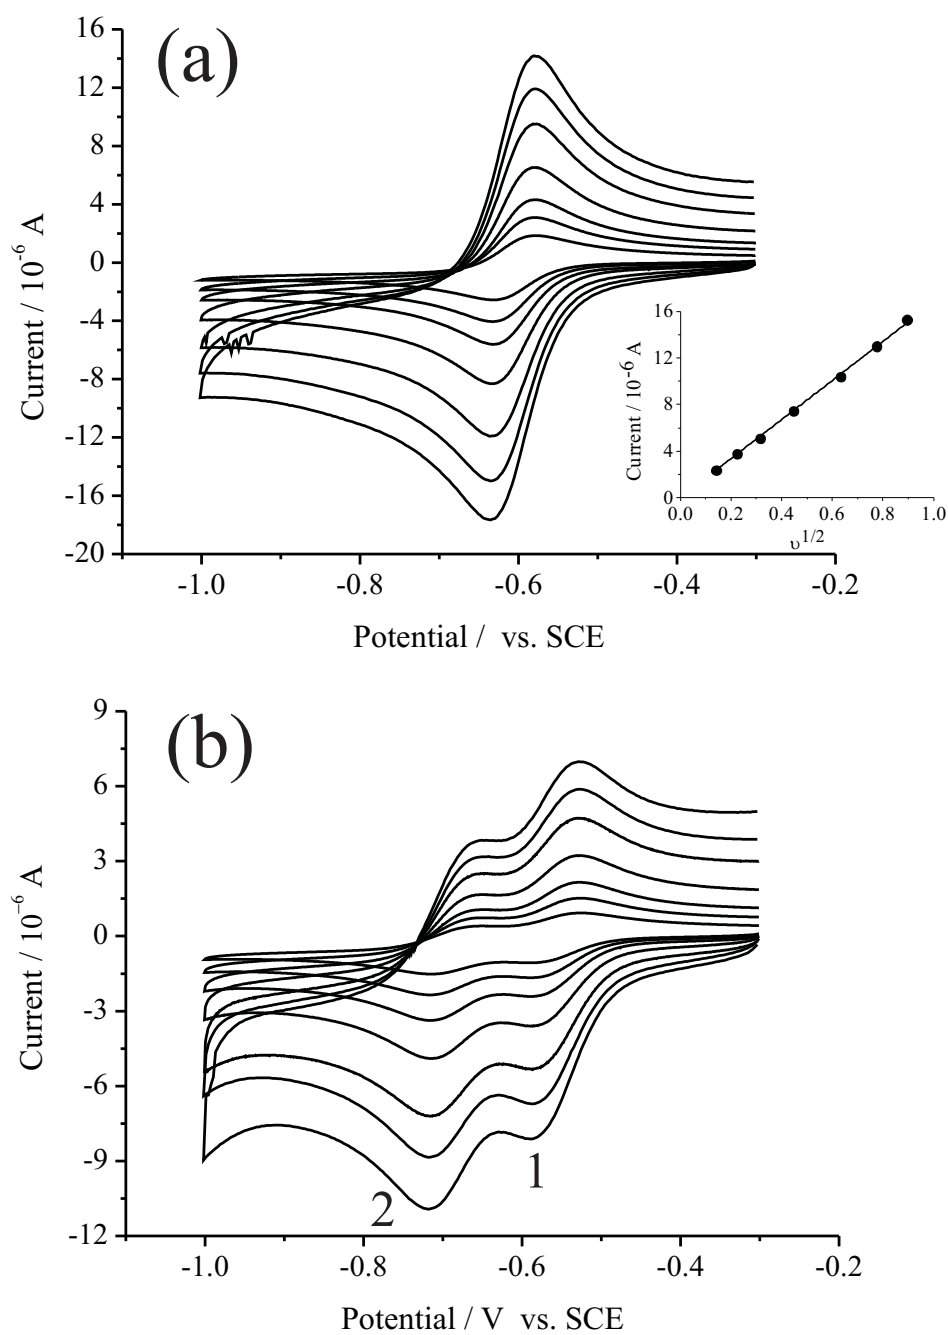 (a)
16
12
8
4
0
-4
-8
-12
-16
-20
Current / 10-6 A
-1.0 -0.8 -0.6 -0.4 -0.2
Potential / vs. SCE
16
12
8
4
0
Current / 10-6 A
0.0 0.2 0.4 0.6 0.8 1.0
υ1/2
(b)
9
6
3
0
-3
-6
-9
-12
Current / 10-6 A
1
2
-1.0 -0.8 -0.6 -0.4 -0.2
Potential / V vs. SCE